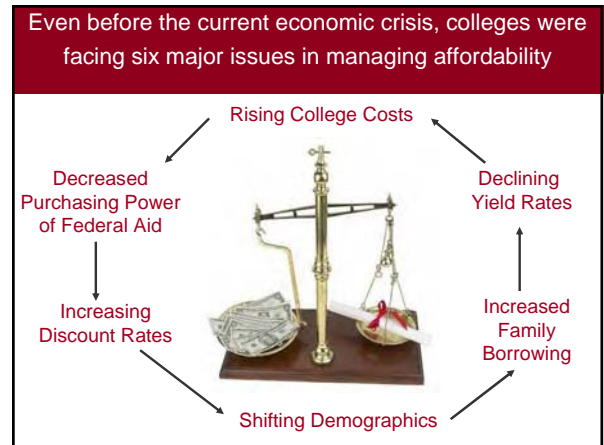 Even before the current economic crisis, colleges were
facing six major issues in managing affordability
Rising College Costs
Decreased
Purchasing Power
of Federal Aid
Increasing
Discount Rates
Shifting Demographics
Increased
Family
Borrowing
Declining
Yield Rates